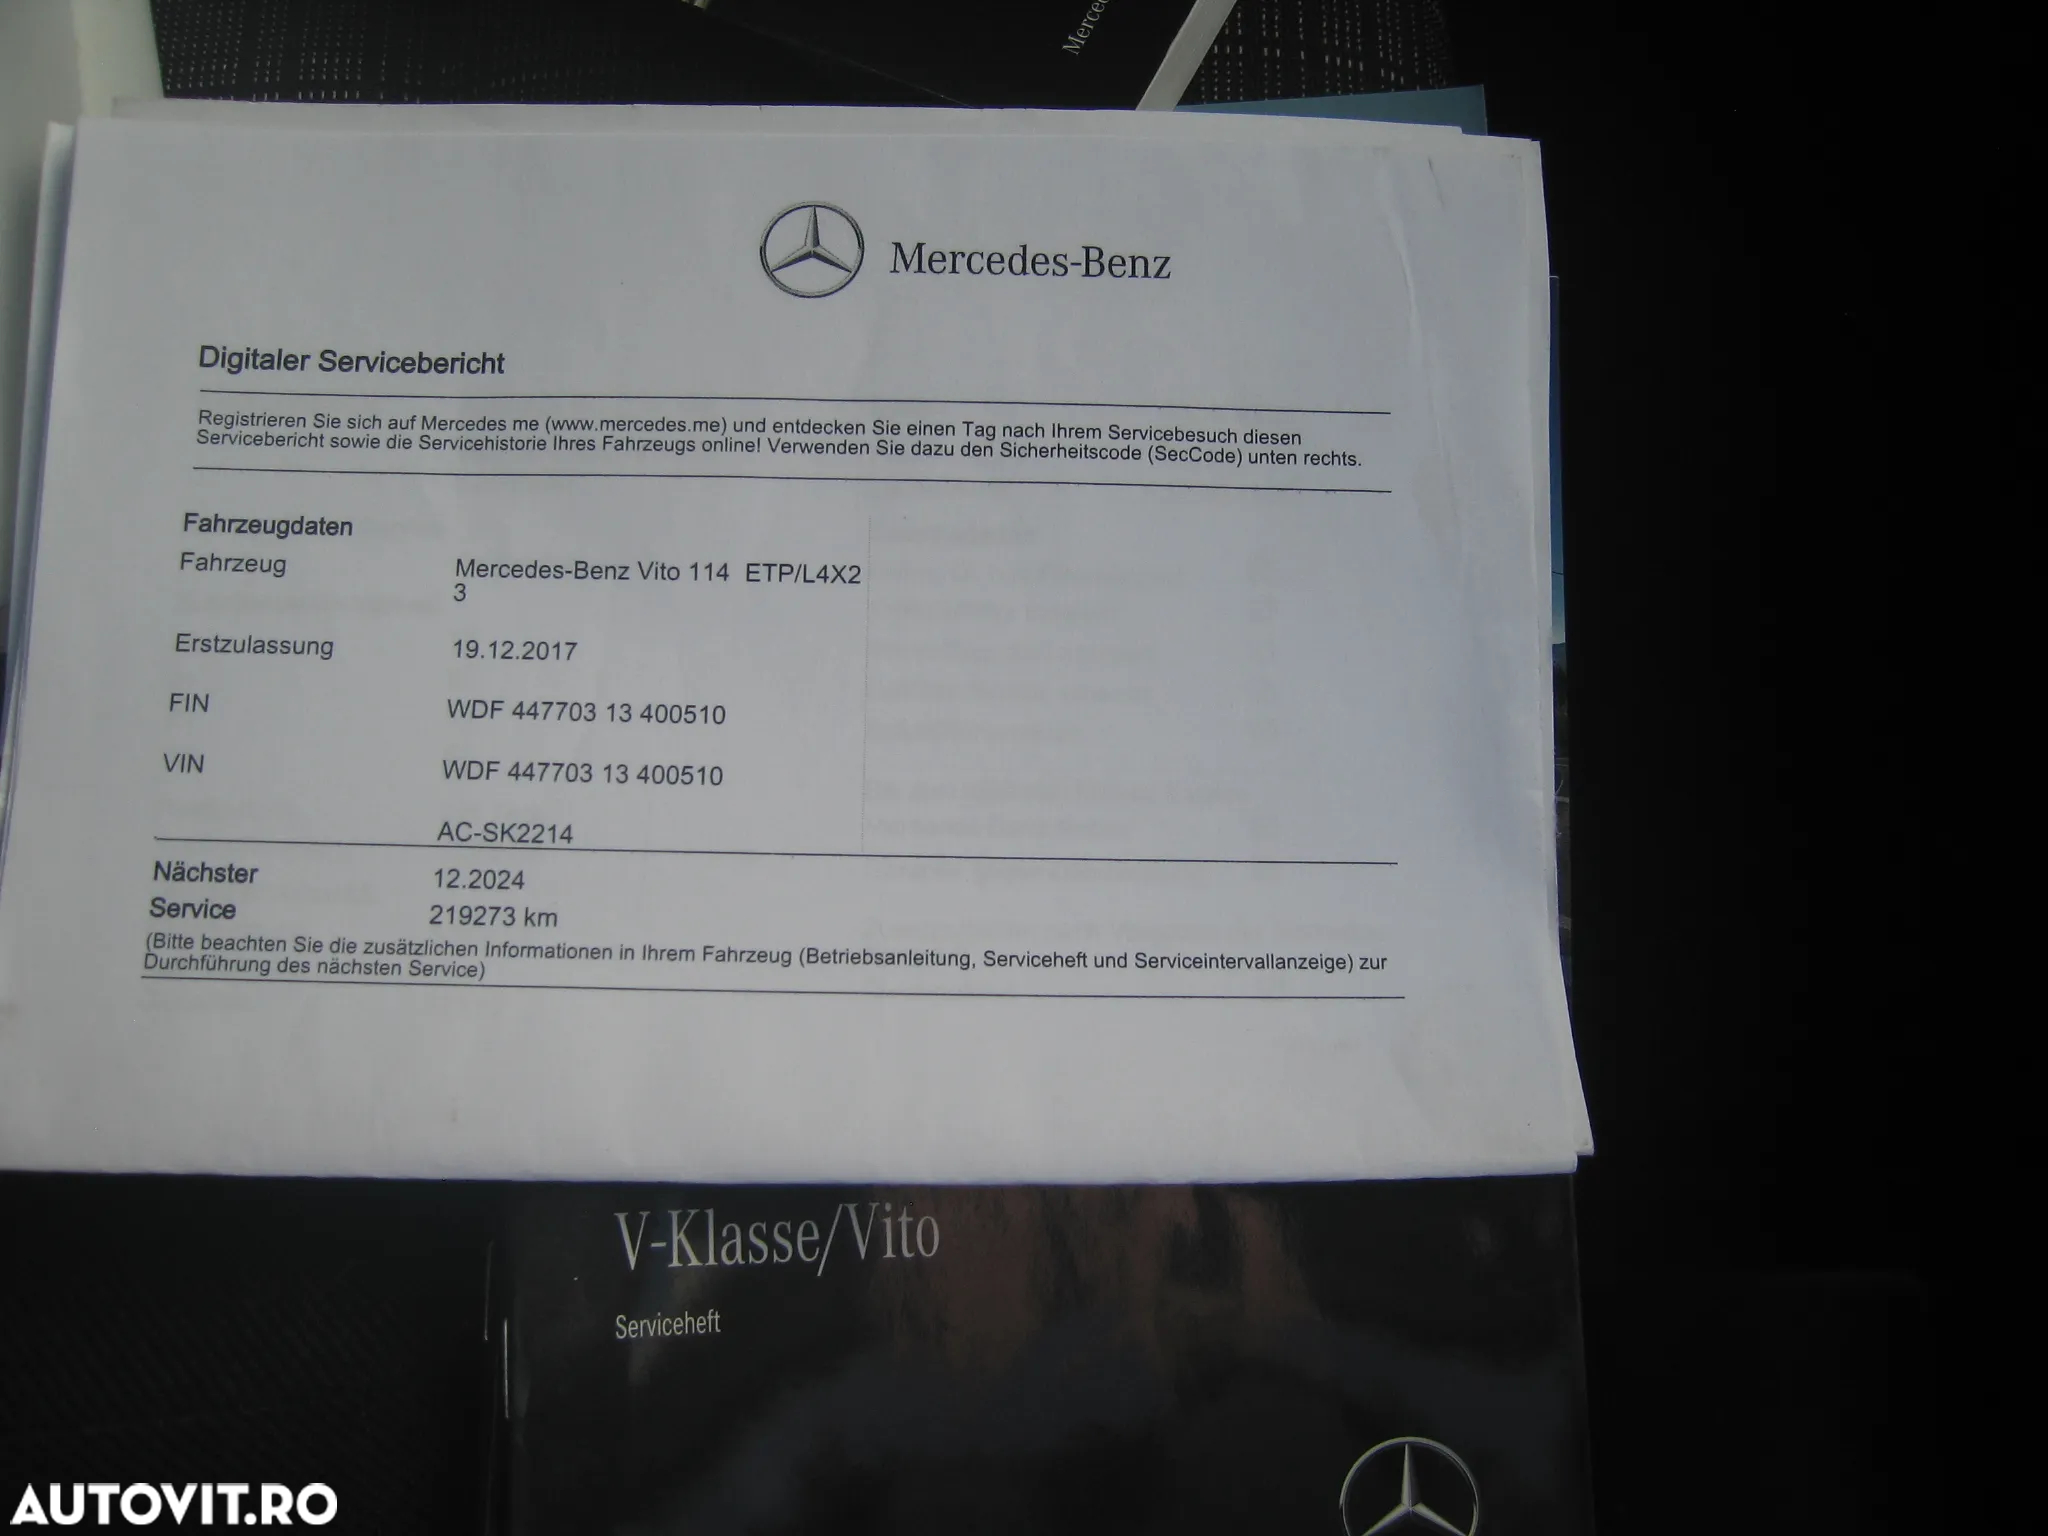 Mercedes
Mercedes-Benz
Digitaler Servicebericht
Registrieren Sie sich auf Mercedes me (www.mercedes.me) und entdecken Sie einen Tag nach Ihrem Servicebesuch diesen
Servicebericht sowie die Servicehistorie Ihres Fahrzeugs online! Verwenden Sie dazu den Sicherheitscode (SecCode) unten rechts.
Fahrzeugdaten
Fahrzeug Mercedes-Benz Vito 114 ETP/L4X2
3
Erstzulassung 19.12.2017
FIN WDF 447703 13 400510
VIN WDF 447703 13 400510
AC-SK2214
Nächster 12.2024
Service 219273 km
(Bitte beachten Sie die zusätzlichen Informationen in Ihrem Fahrzeug (Betriebsanleitung, Serviceheft und Serviceintervallanzeige) zur
Durchführung des nächsten Service)
V-Klasse/Vito
Serviceheft
AUTOVIT.RO